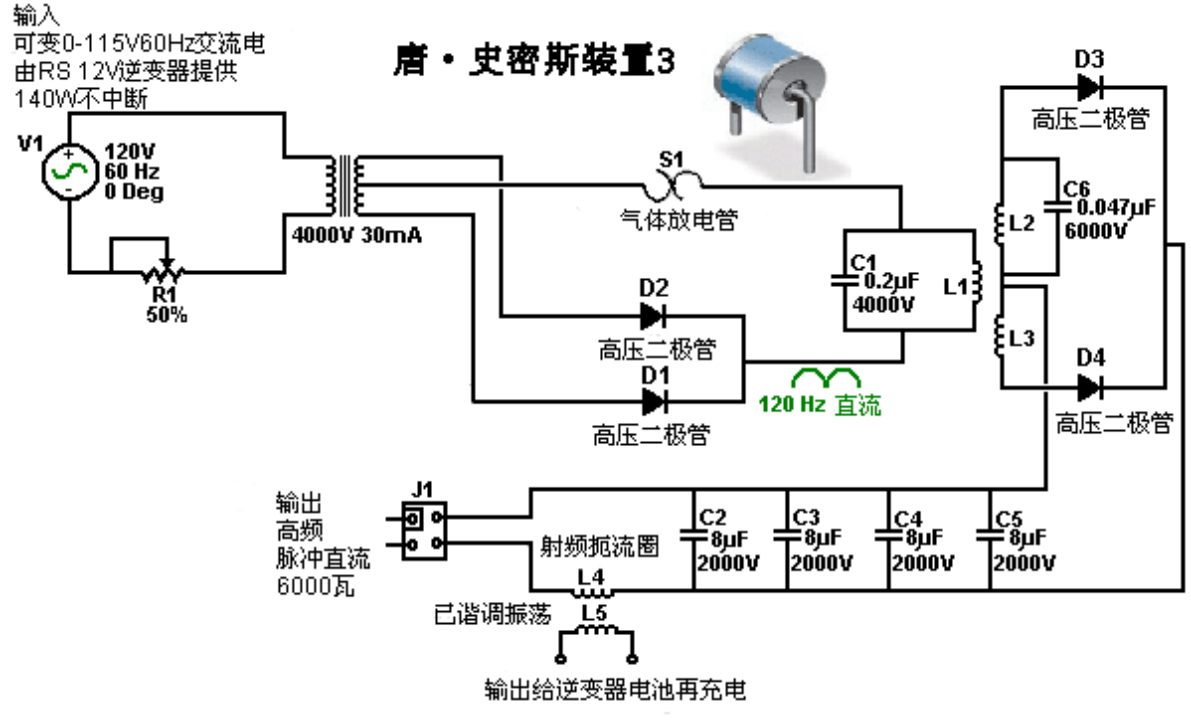 输入
可变0-115V60Hz交流电
由RS 12V逆变器提供
140W不中断
唐·史密斯装置3
V1
120V
60 Hz
0 Deg
+
-
4000V 30mA
R1
50%
S1
气体放电管
D3
高压二极管
C6
0.047µF
6000V
L2
C1
0.2µF
4000V
L1
L3
D2
高压二极管
D1
高压二极管
120 Hz 直流
D4
高压二极管
J1
输出
高频
脉冲直流
6000瓦
射频扼流圈
L4
已谐调振荡
L5
C2
8µF
2000V
C3
8µF
2000V
C4
8µF
2000V
C5
8µF
2000V
输出给逆变器电池再充电